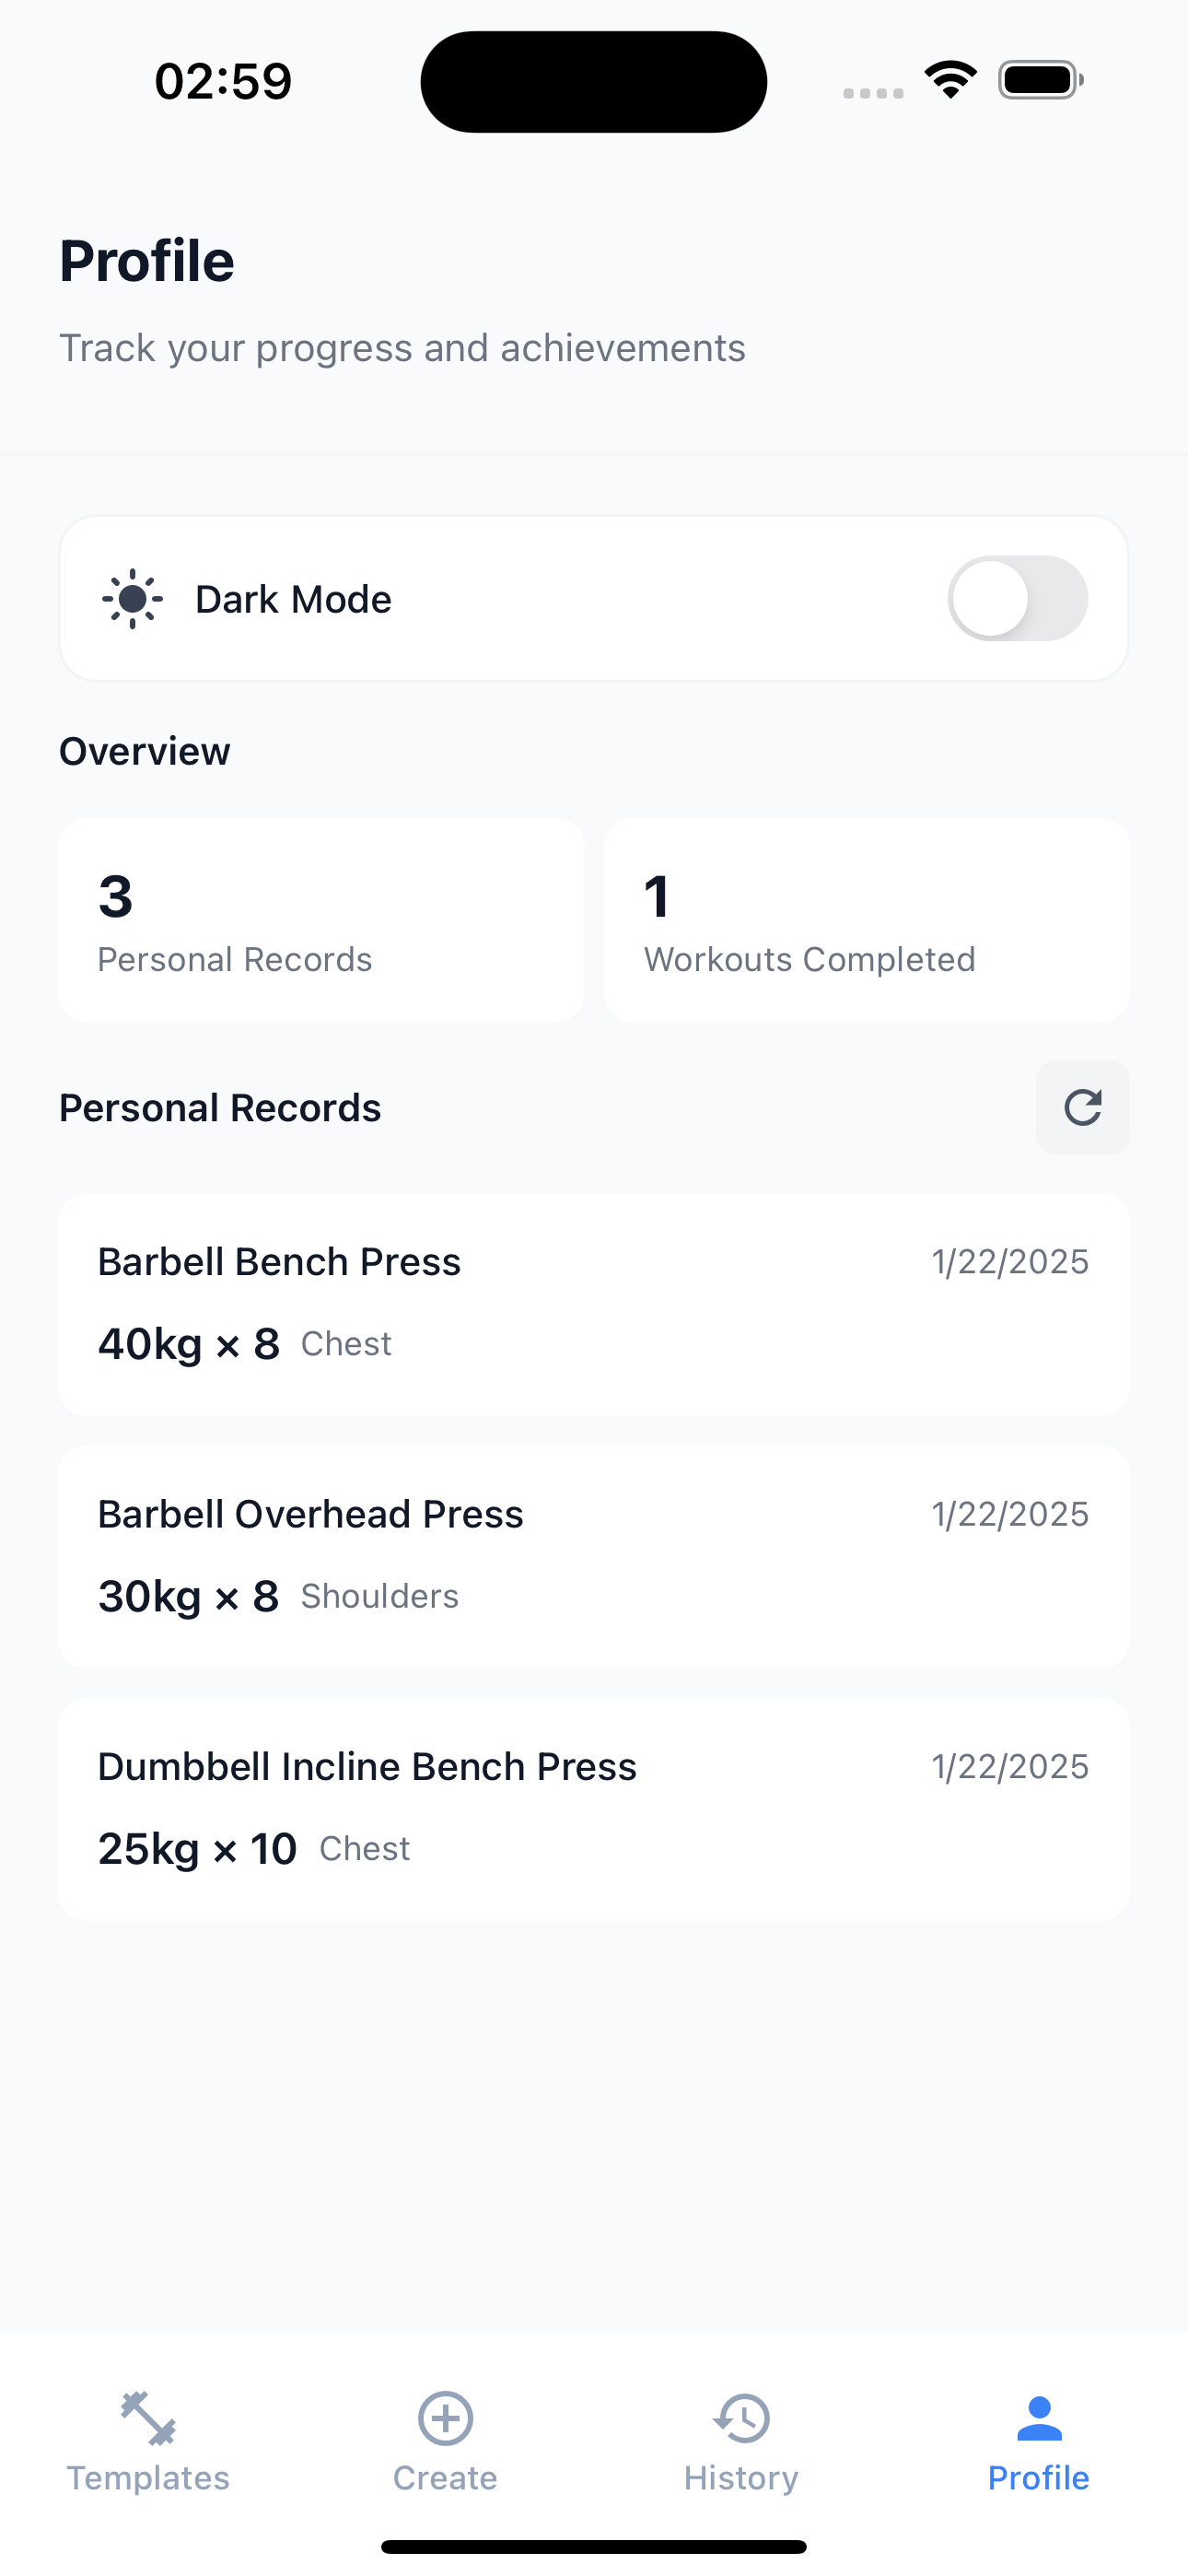 02:59
Profile
Track your progress and achievements
Dark Mode
Overview
3
Personal Records
1
Workouts Completed
Personal Records
Barbell Bench Press
1/22/2025
40kg × 8 Chest
Barbell Overhead Press
1/22/2025
30kg × 8 Shoulders
Dumbbell Incline Bench Press
1/22/2025
25kg × 10 Chest
Templates
Create
History
Profile